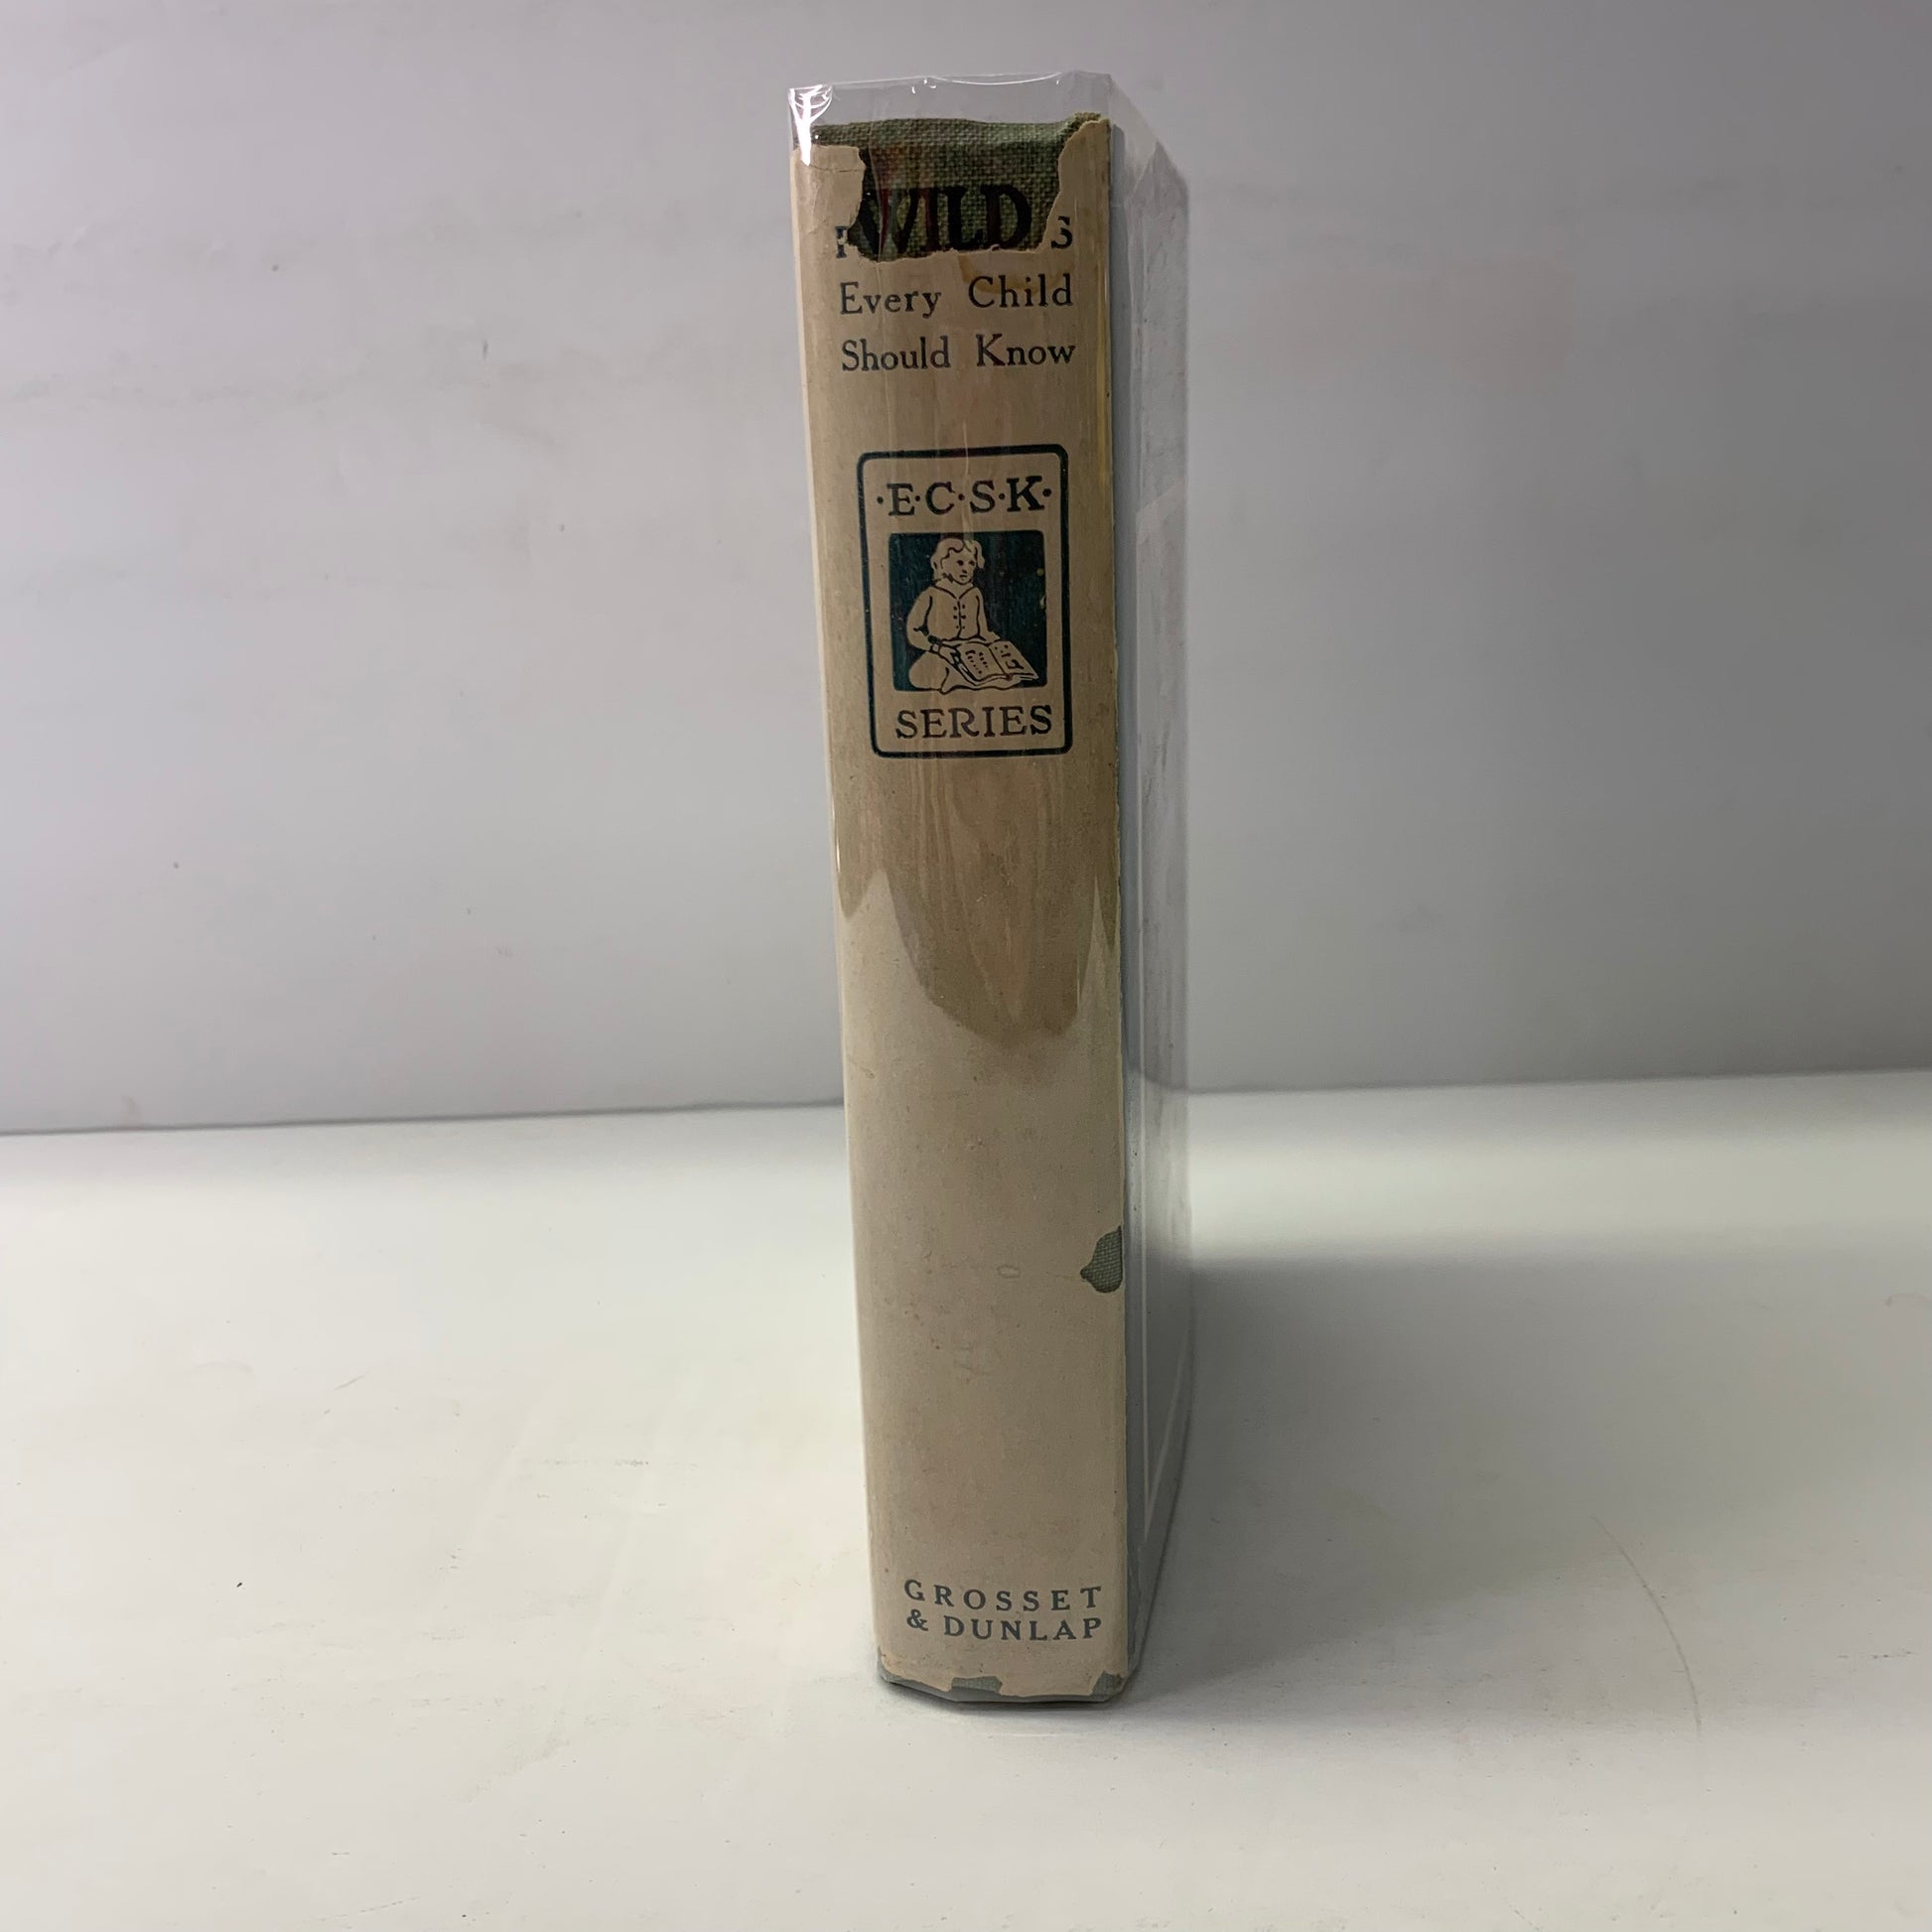 WILD
Every Child
Should Know
·E·C·S·K·
SERIES
GROSSET
& DUNLAP